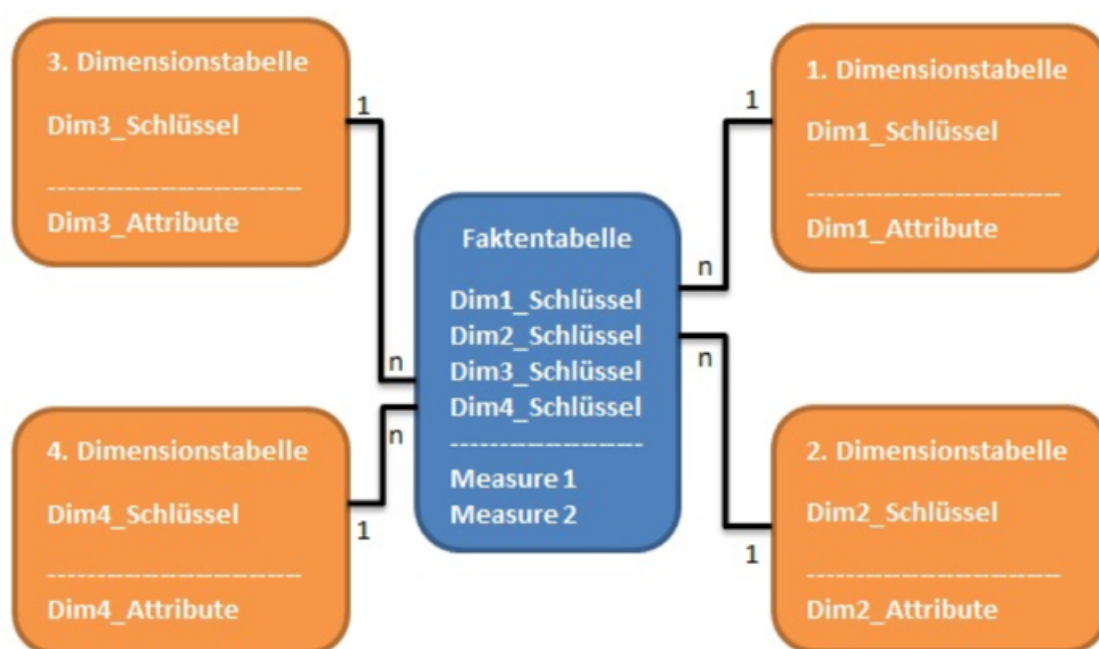 3. Dimensionstabelle
Dim3_Schlüssel
----------------------------
Dim3_Attribute
1
n
1. Dimensionstabelle
Dim1_Schlüssel
----------------------------
Dim1_Attribute
1
n
Faktentabelle
Dim1_Schlüssel
Dim2_Schlüssel
Dim3_Schlüssel
Dim4_Schlüssel
---------------------
Measure 1
Measure 2
4. Dimensionstabelle
Dim4_Schlüssel
----------------------------
Dim4_Attribute
n
1
2. Dimensionstabelle
Dim2_Schlüssel
----------------------------
Dim2_Attribute
n
1